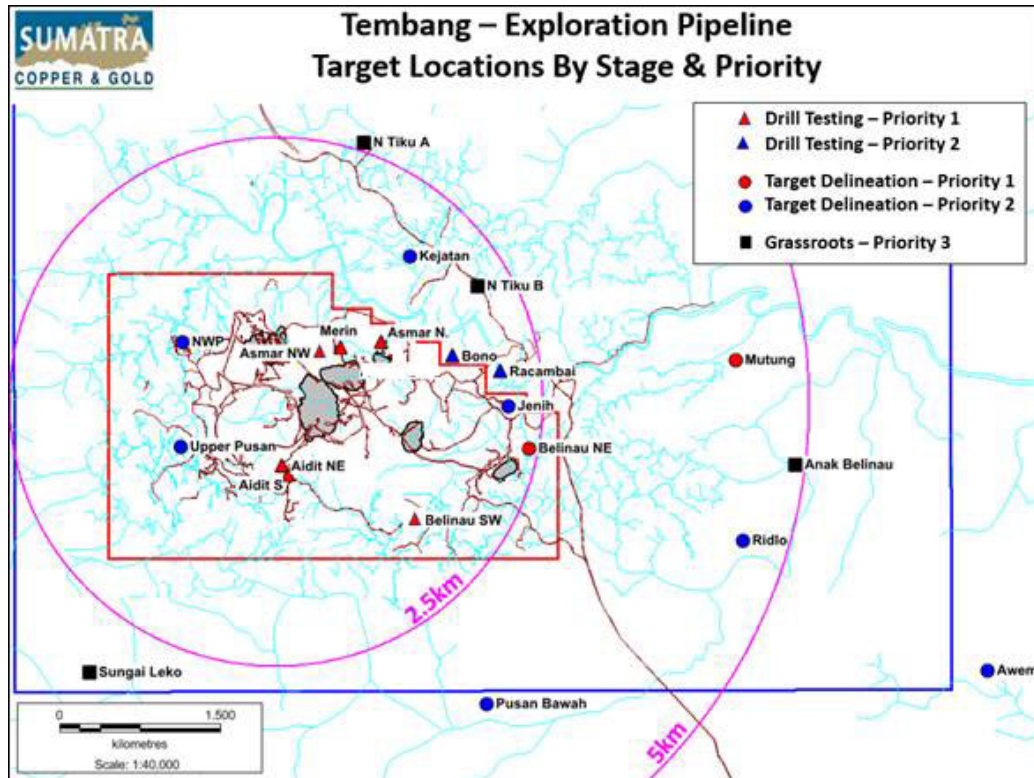 SUMATRA
COPPER & GOLD
Tembang – Exploration Pipeline
Target Locations By Stage & Priority
Drill Testing – Priority 1
Drill Testing – Priority 2
Target Delineation – Priority 1
Target Delineation – Priority 2
Grassroots – Priority 3
N Tiku A
Kejatan
N Tiku B
Merin
Asmar N.
NWP
Asmar NW
Bono
Racambai
Mutung
Jenih
Upper Pusan
Belinau NE
Aidit NE
Anak Belinau
Aidit S
Belinau SW
Ridlo
2.5km
Sungai Leko
Awem
Pusan Bawah
5km
0 1.500
kilometres
Scale: 1:40.000